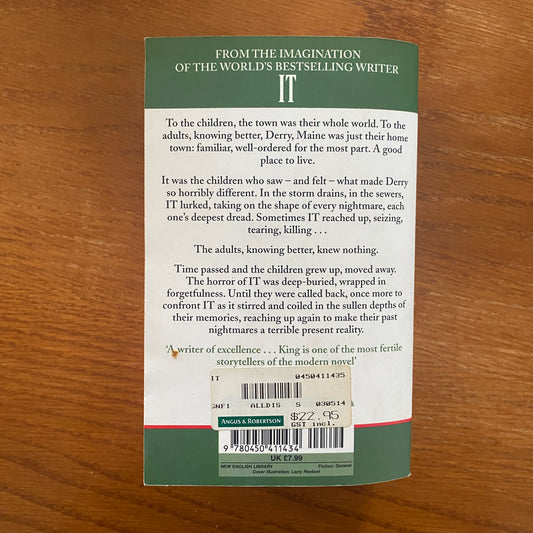 FROM THE IMAGINATION
OF THE WORLD'S BESTSELLING WRITER
IT
To the children, the town was their whole world. To the
adults, knowing better, Derry, Maine was just their home
town: familiar, well-ordered for the most part. A good
place to live.
It was the children who saw – and felt – what made Derry
so horribly different. In the storm drains, in the sewers,
IT lurked, taking on the shape of every nightmare, each
one's deepest dread. Sometimes IT reached up, seizing,
tearing, killing . . .
The adults, knowing better, knew nothing.
Time passed and the children grew up, moved away.
The horror of IT was deep-buried, wrapped in
forgetfulness. Until they were called back, once more to
confront IT as it stirred and coiled in the sullen depths of
their memories, reaching up again to make their past
nightmares a terrible present reality.
'A writer of excellence . . . King is one of the most fertile
storytellers of the modern novel'
IT 0450411435
GNFI ALLDIS S 030514
ANGUS & ROBERTSON $22.95
GST incl.
9 780450 411434
UK £7.99
NEW ENGLISH LIBRARY Fiction: General
Cover illustration: Larry Rostant